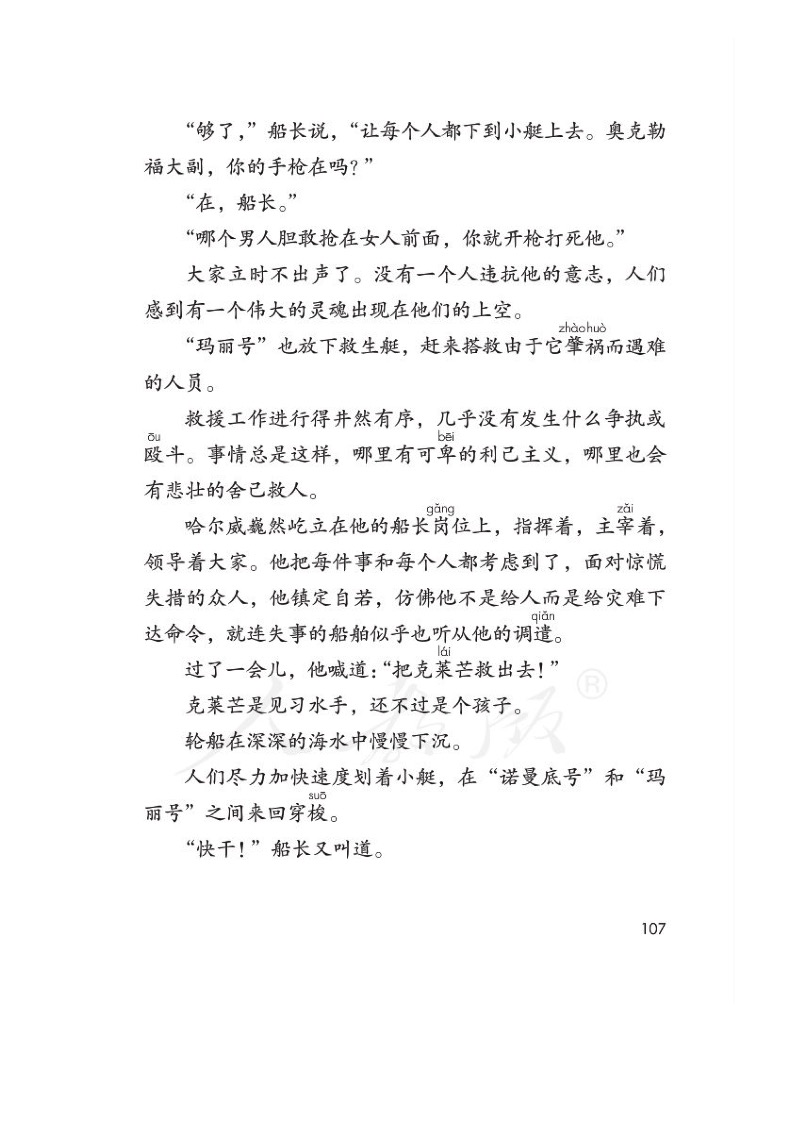 “够了，”船长说，“让每个人都下到小艇上去。奥克勒
福大副，你的手枪在吗？”
“在，船长。”
“哪个男人胆敢抢在女人前面，你就开枪打死他。”
大家立时不出声了。没有一个人违抗他的意志，人们
感到有一个伟大的灵魂出现在他们的上空。
zhàohuò
“玛丽号”也放下救生艇，赶来搭救由于它肇祸而遇难
的人员。
救援工作进行得井然有序，几乎没有发生什么争执或
ōu bēi
殴斗。事情总是这样，哪里有可卑的利己主义，哪里也会
有悲壮的舍己救人。
gǎng zǎi
哈尔威巍然屹立在他的船长岗位上，指挥着，主宰着，
领导着大家。他把每件事和每个人都考虑到了，面对惊慌
失措的众人，他镇定自若，仿佛他不是给人而是给灾难下
qiǎn
达命令，就连失事的船舶似乎也听从他的调遣。
lái
过了一会儿，他喊道：“把克莱芒救出去！”
克莱芒是见习水手，还不过是个孩子。
轮船在深深的海水中慢慢下沉。
人们尽力加快速度划着小艇，在“诺曼底号”和“玛
suō
丽号”之间来回穿梭。
“快干！”船长又叫道。
人教版®
107